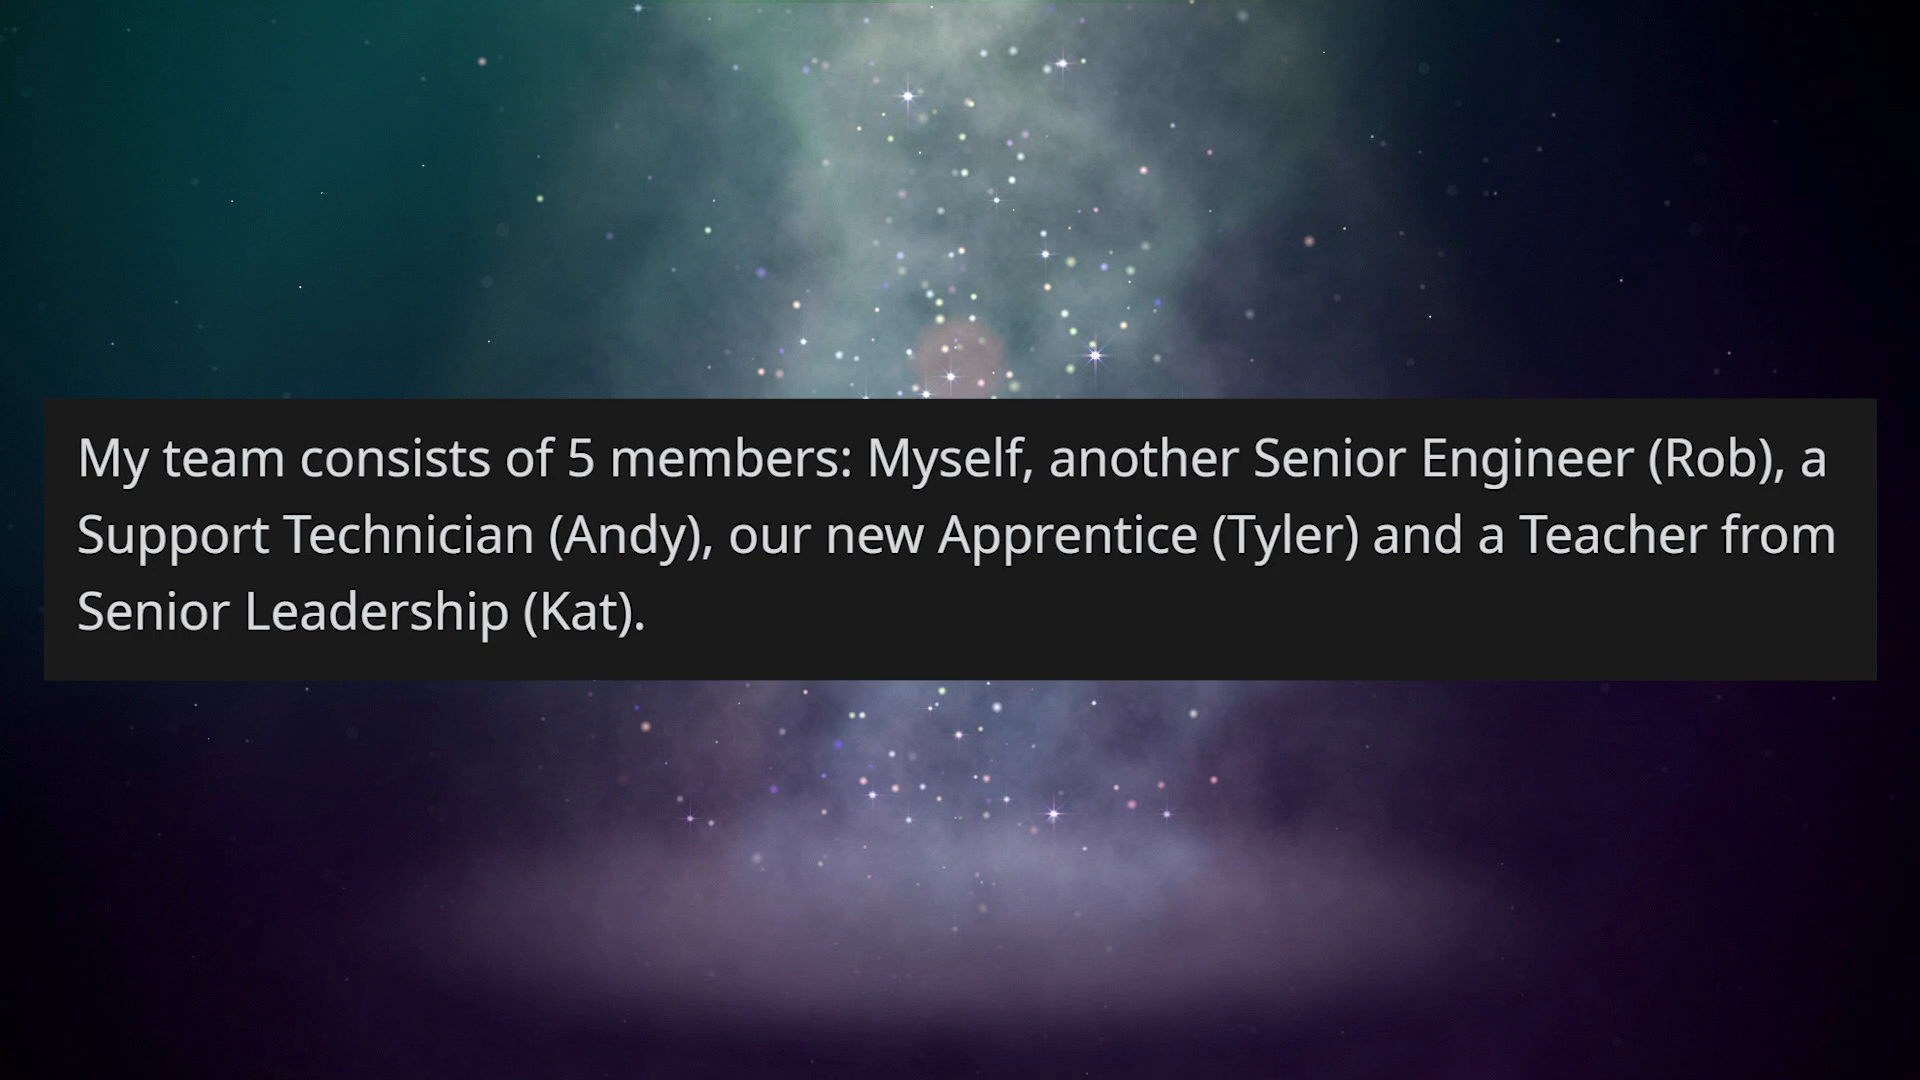 My team consists of 5 members: Myself, another Senior Engineer (Rob), a
Support Technician (Andy), our new Apprentice (Tyler) and a Teacher from
Senior Leadership (Kat).